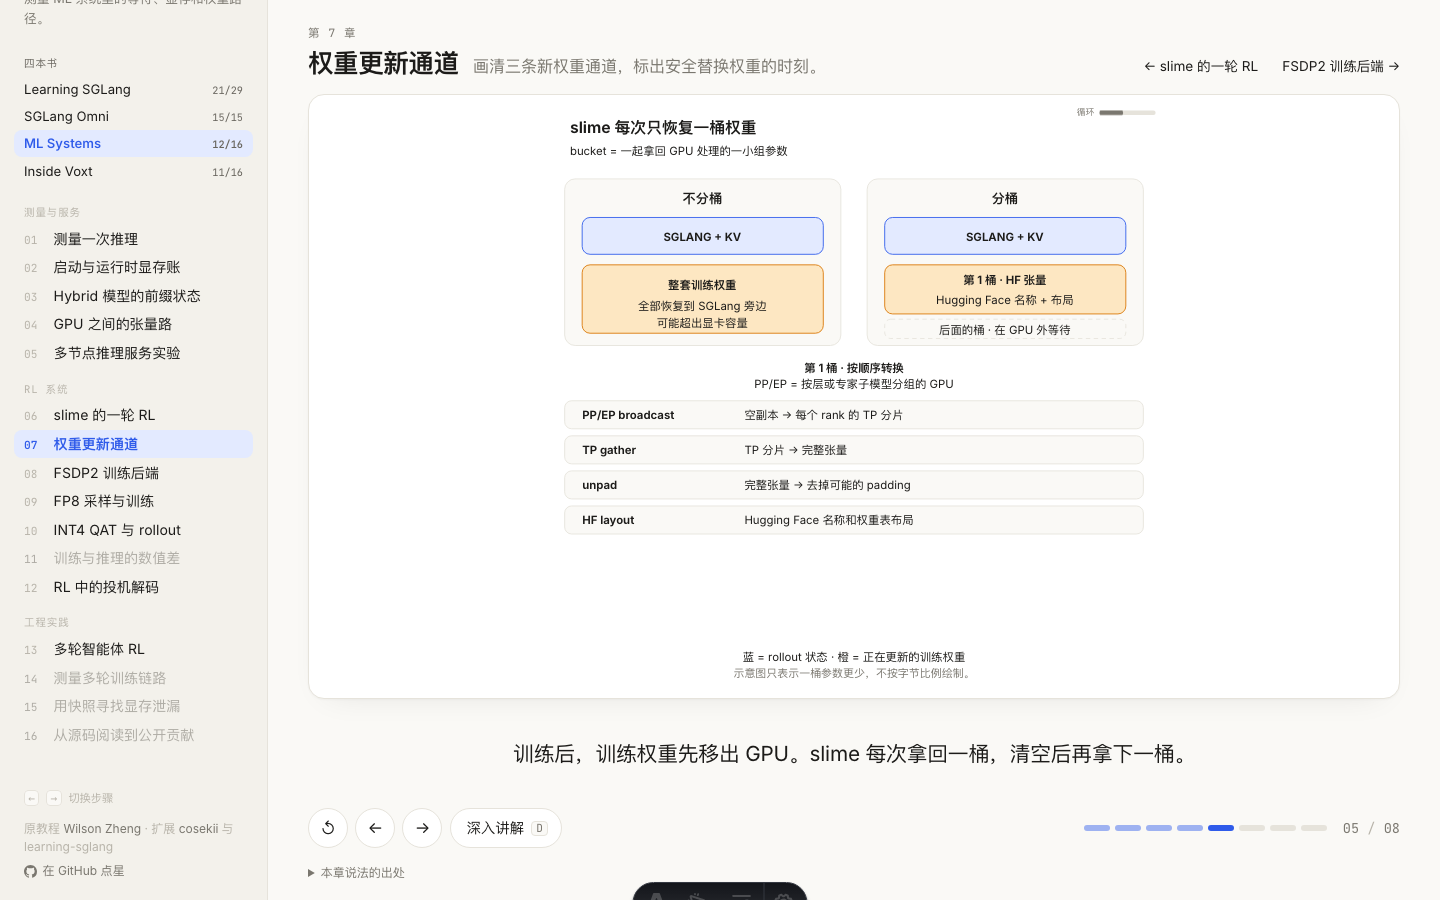 径。
四本书
Learning SGLang 21/29
SGLang Omni 15/15
ML Systems 12/16
Inside Voxt 11/16
测量与服务
01 测量一次推理
02 启动与运行时显存账
03 Hybrid 模型的前缀状态
04 GPU 之间的张量路
05 多节点推理服务实验
RL 系统
06 slime 的一轮 RL
07 权重更新通道
08 FSDP2 训练后端
09 FP8 采样与训练
10 INT4 QAT 与 rollout
11 训练与推理的数值差
12 RL 中的投机解码
工程实践
13 多轮智能体 RL
14 测量多轮训练链路
15 用快照寻找显存泄漏
16 从源码阅读到公开贡献
← → 切换步骤
原教程 Wilson Zheng · 扩展 cosekii 与
learning-sglang
在 GitHub 点星
第 7 章
权重更新通道 画清三条新权重通道，标出安全替换权重的时刻。
← slime 的一轮 RL FSDP2 训练后端 →
循环
slime 每次只恢复一桶权重
bucket = 一起拿回 GPU 处理的一小组参数
不分桶
SGLANG + KV
整套训练权重
全部恢复到 SGLang 旁边
可能超出显卡容量
分桶
SGLANG + KV
第 1 桶 · HF 张量
Hugging Face 名称 + 布局
后面的桶 · 在 GPU 外等待
第 1 桶 · 按顺序转换
PP/EP = 按层或专家子模型分组的 GPU
PP/EP broadcast 空副本 → 每个 rank 的 TP 分片
TP gather TP 分片 → 完整张量
unpad 完整张量 → 去掉可能的 padding
HF layout Hugging Face 名称和权重表布局
蓝 = rollout 状态 · 橙 = 正在更新的训练权重
示意图只表示一桶参数更少，不按字节比例绘制。
训练后，训练权重先移出 GPU。slime 每次拿回一桶，清空后再拿下一桶。
深入讲解 D
05 / 08
▶ 本章说法的出处